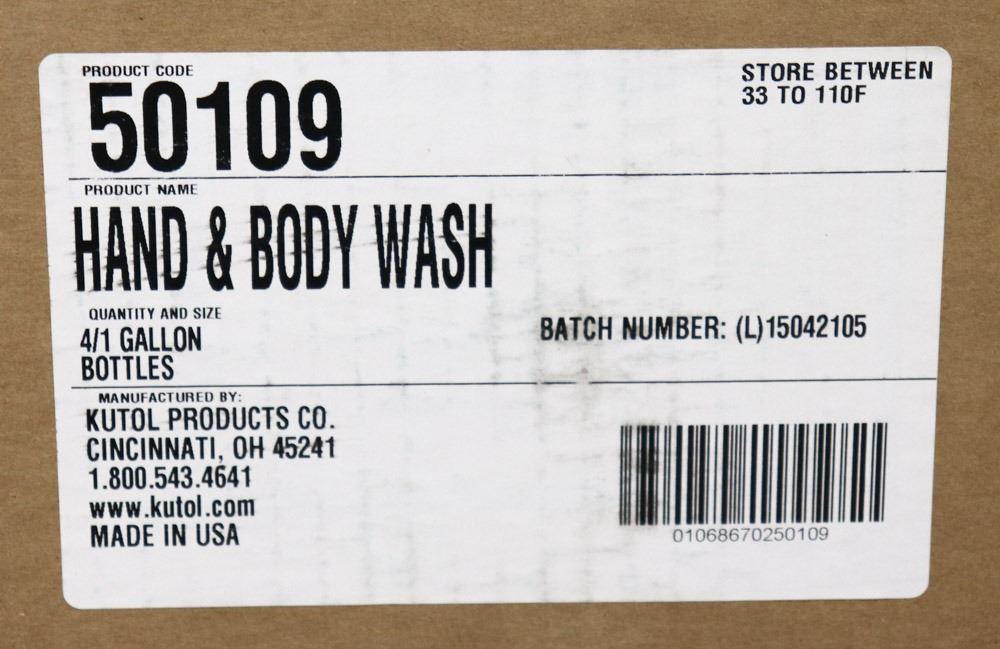 PRODUCT CODE
50109
STORE BETWEEN
33 TO 110F
PRODUCT NAME
HAND & BODY WASH
QUANTITY AND SIZE
4/1 GALLON
BOTTLES
BATCH NUMBER: (L)15042105
MANUFACTURED BY:
KUTOL PRODUCTS CO.
CINCINNATI, OH 45241
1.800.543.4641
www.kutol.com
MADE IN USA
01068670250109